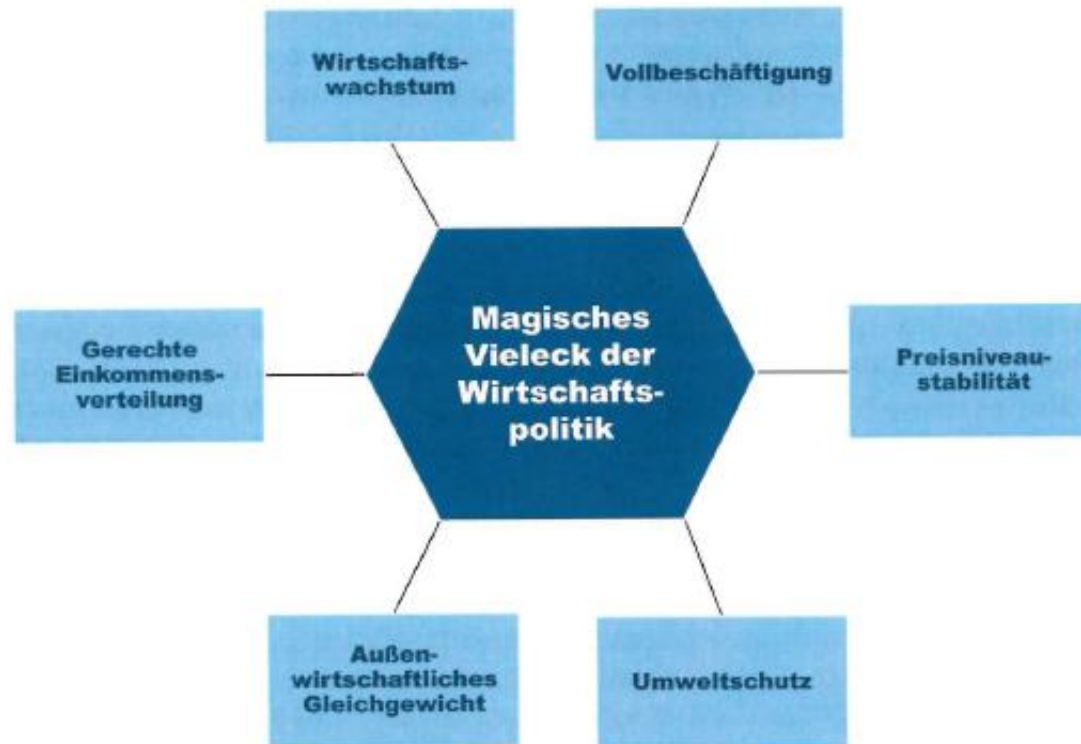 Wirtschafts-
wachstum
Vollbeschäftigung
Magisches
Vieleck der
Wirtschafts-
politik
Gerechte
Einkommens-
verteilung
Preisniveau-
stabilität
Außen-
wirtschaftliches
Gleichgewicht
Umweltschutz